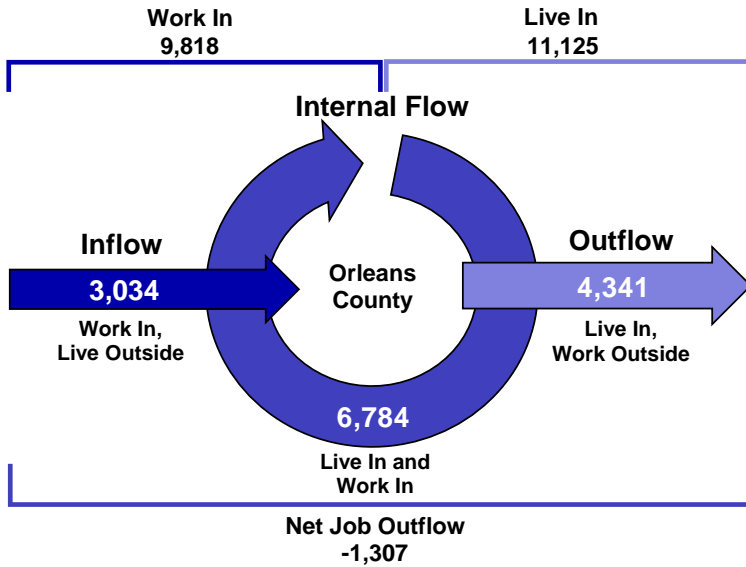 Work In
9,818
Live In
11,125
Internal Flow
Inflow
3,034
Work In,
Live Outside
Orleans
County
Outflow
4,341
Live In,
Work Outside
6,784
Live In and
Work In
Net Job Outflow
-1,307